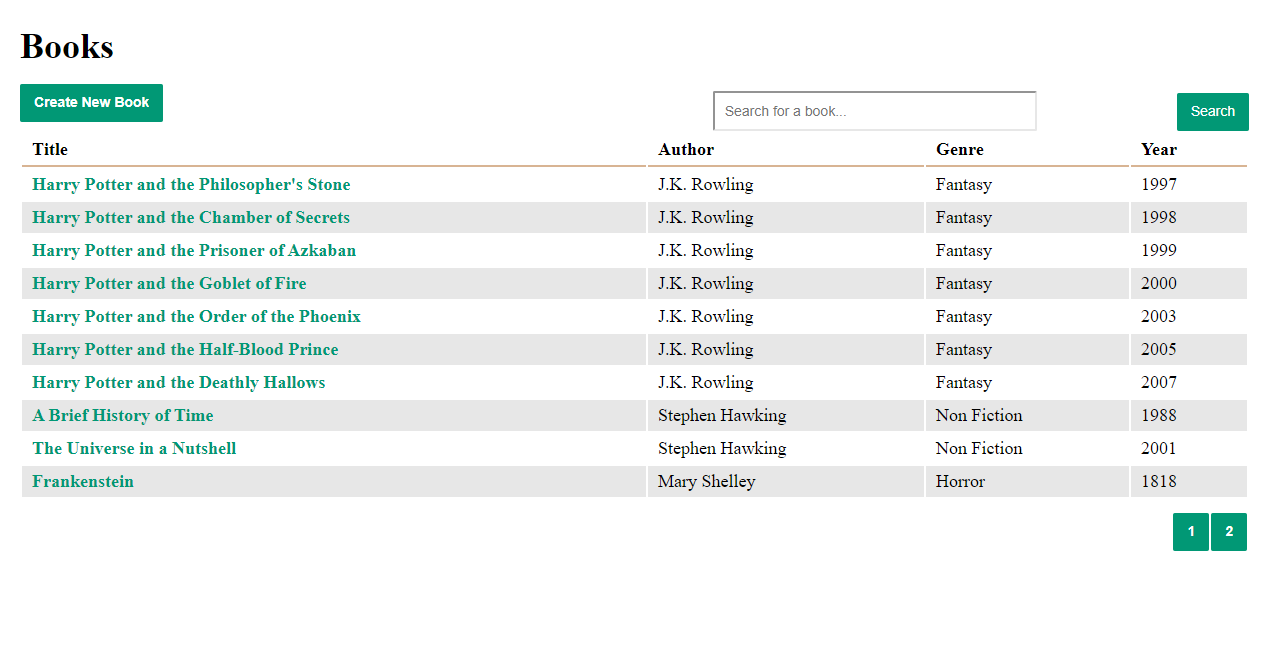 Books
Create New Book Search for a book... Search
Title Author Genre Year
Harry Potter and the Philosopher's Stone J.K. Rowling Fantasy 1997
Harry Potter and the Chamber of Secrets J.K. Rowling Fantasy 1998
Harry Potter and the Prisoner of Azkaban J.K. Rowling Fantasy 1999
Harry Potter and the Goblet of Fire J.K. Rowling Fantasy 2000
Harry Potter and the Order of the Phoenix J.K. Rowling Fantasy 2003
Harry Potter and the Half-Blood Prince J.K. Rowling Fantasy 2005
Harry Potter and the Deathly Hallows J.K. Rowling Fantasy 2007
A Brief History of Time Stephen Hawking Non Fiction 1988
The Universe in a Nutshell Stephen Hawking Non Fiction 2001
Frankenstein Mary Shelley Horror 1818
1 2